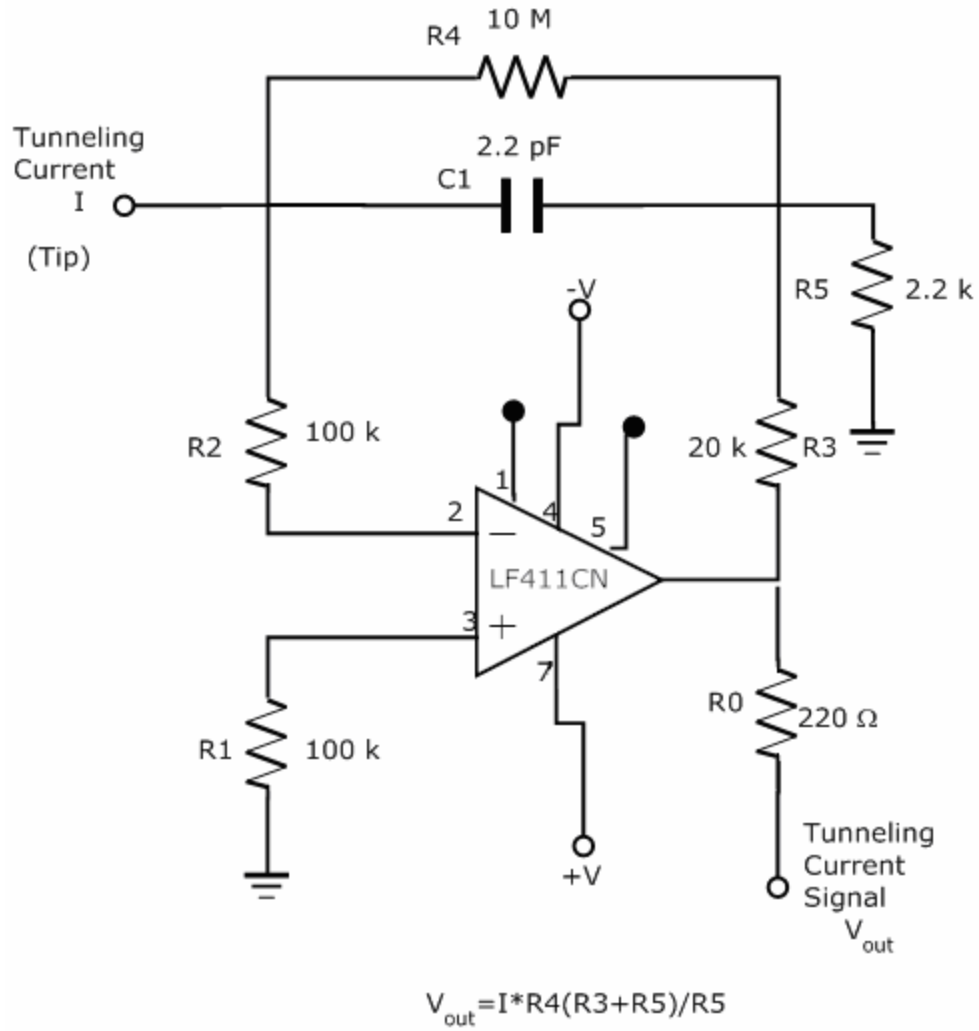 10 M
R4
Tunneling
Current
I
(Tip)
2.2 pF
C1
R5
2.2 k
-V
R2
100 k
20 k
R3
1
4
5
2
−
LF411CN
3
+
7
R1
100 k
R0
220 Ω
+V
Tunneling
Current
Signal
Vout
Vout=I*R4(R3+R5)/R5